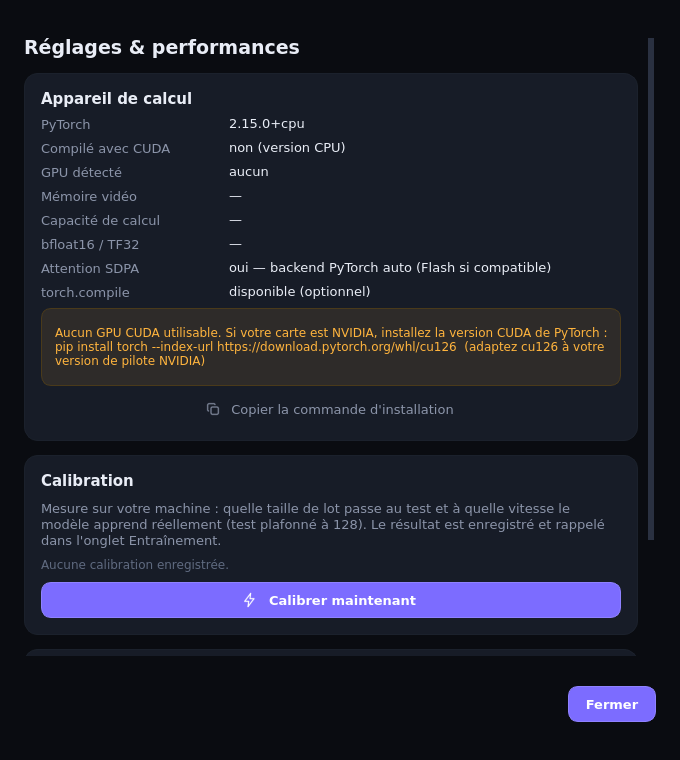 Réglages & performances
Appareil de calcul
PyTorch 2.15.0+cpu
Compilé avec CUDA non (version CPU)
GPU détecté aucun
Mémoire vidéo —
Capacité de calcul —
bfloat16 / TF32 —
Attention SDPA oui — backend PyTorch auto (Flash si compatible)
torch.compile disponible (optionnel)
Aucun GPU CUDA utilisable. Si votre carte est NVIDIA, installez la version CUDA de PyTorch :
pip install torch --index-url https://download.pytorch.org/whl/cu126  (adaptez cu126 à votre
version de pilote NVIDIA)
Copier la commande d'installation
Calibration
Mesure sur votre machine : quelle taille de lot passe au test et à quelle vitesse le
modèle apprend réellement (test plafonné à 128). Le résultat est enregistré et rappelé
dans l'onglet Entraînement.
Aucune calibration enregistrée.
Calibrer maintenant
Fermer